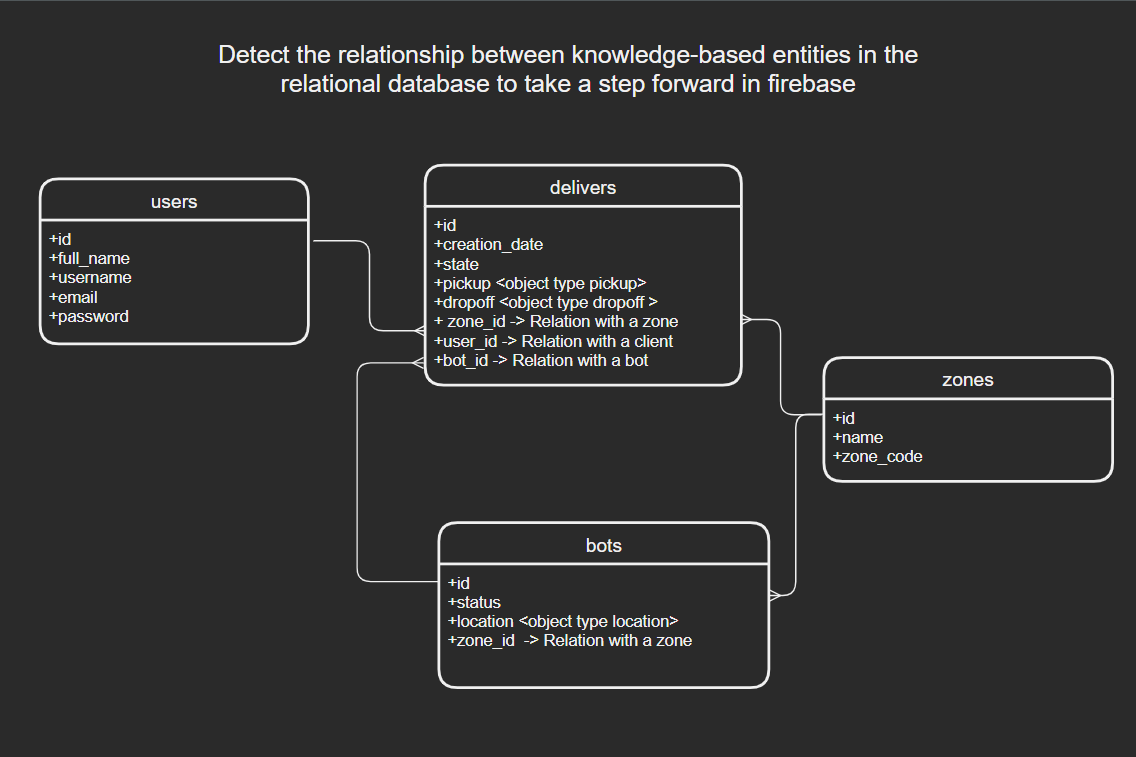 Detect the relationship between knowledge-based entities in the
relational database to take a step forward in firebase
users
+id
+full_name
+username
+email
+password
delivers
+id
+creation_date
+state
+pickup <object type pickup>
+dropoff <object type dropoff >
+ zone_id -> Relation with a zone
+user_id -> Relation with a client
+bot_id -> Relation with a bot
zones
+id
+name
+zone_code
bots
+id
+status
+location <object type location>
+zone_id  -> Relation with a zone